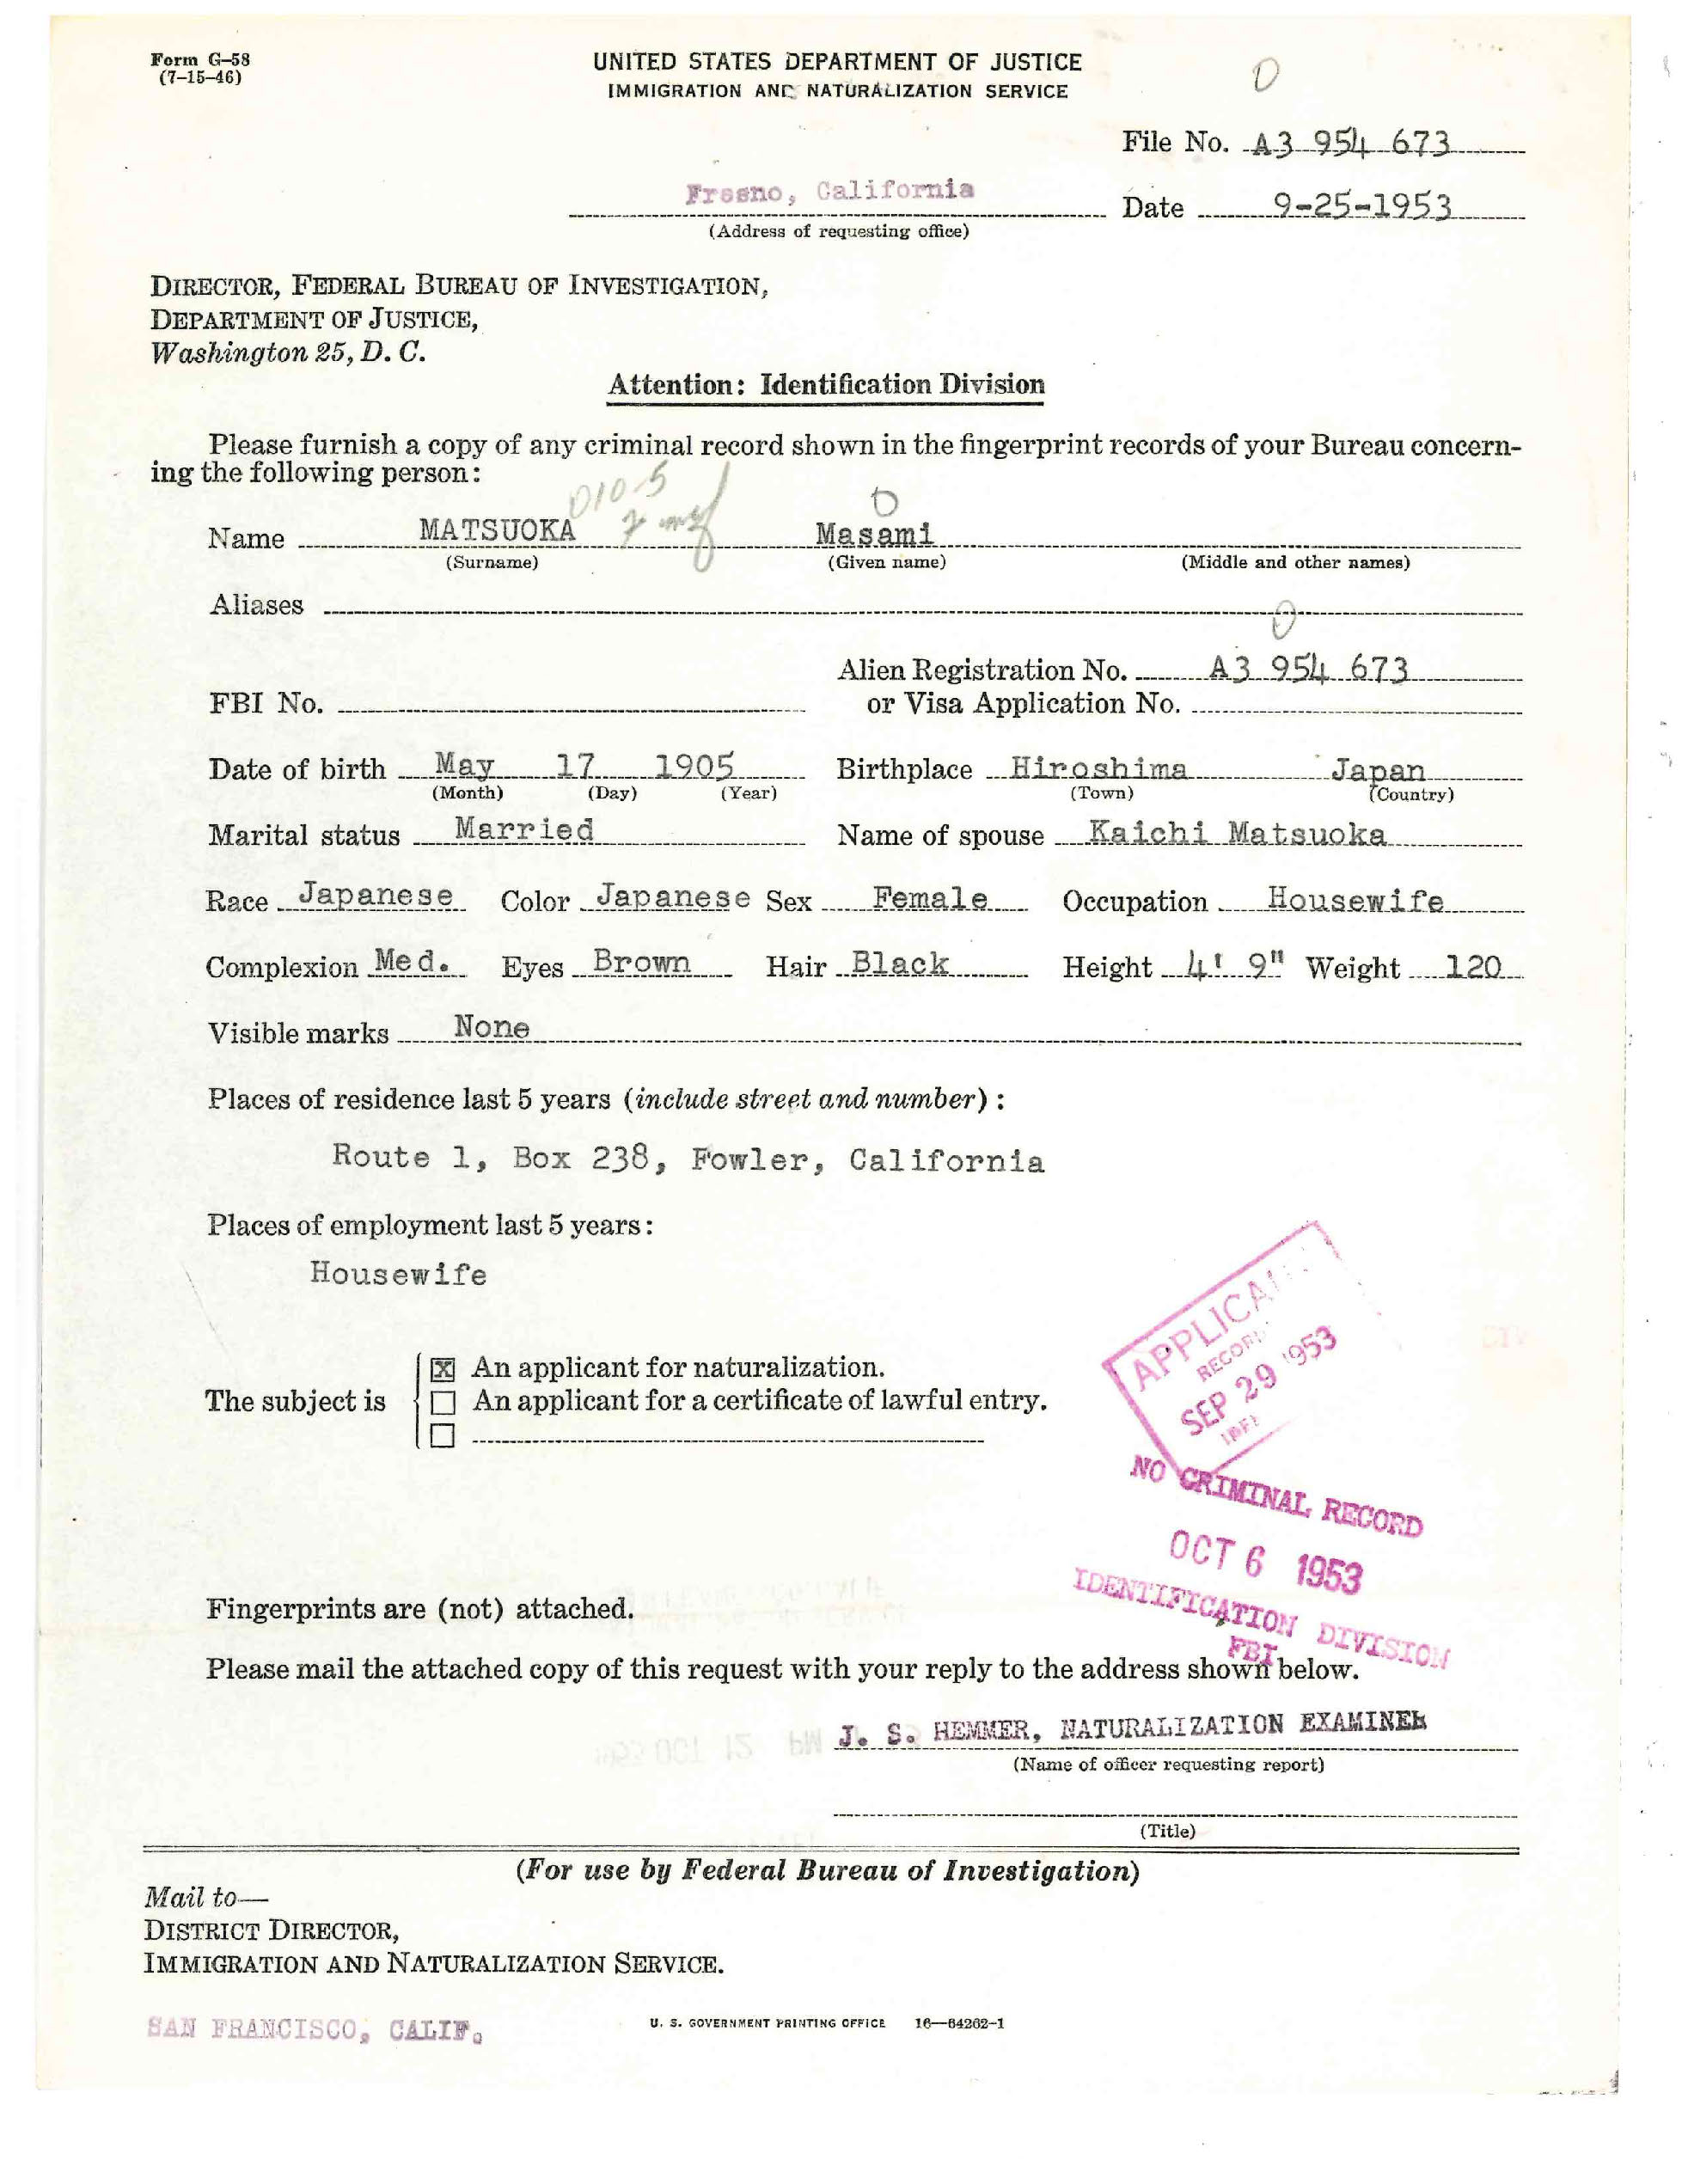 Form G-58
(7-15-46)
UNITED STATES DEPARTMENT OF JUSTICE
IMMIGRATION AND NATURALIZATION SERVICE
0
File No. A3 954 673
Fresno, California
(Address of requesting office)
Date 9-25-1953
DIRECTOR, FEDERAL BUREAU OF INVESTIGATION,
DEPARTMENT OF JUSTICE,
Washington 25, D. C.
Attention: Identification Division
Please furnish a copy of any criminal record shown in the fingerprint records of your Bureau concern-
ing the following person:
010-5
Name MATSUOKA Masami
(Surname) (Given name) (Middle and other names)
Aliases
Alien Registration No. A3 954 673
FBI No. or Visa Application No.
Date of birth May 17 1905 Birthplace Hiroshima Japan
(Month) (Day) (Year) (Town) (Country)
Marital status Married Name of spouse Kaichi Matsuoka
Race Japanese Color Japanese Sex Female Occupation Housewife
Complexion Med. Eyes Brown Hair Black Height 4' 9" Weight 120
Visible marks None
Places of residence last 5 years (include street and number):
Route 1, Box 238, Fowler, California
Places of employment last 5 years:
Housewife
The subject is
x An applicant for naturalization.
An applicant for a certificate of lawful entry.
SEP 29 1953
NO CRIMINAL RECORD
OCT 6 1953
IDENTIFICATION DIVISION
FBI
Fingerprints are (not) attached.
Please mail the attached copy of this request with your reply to the address shown below.
J. S. HEMMER, NATURALIZATION EXAMINER
(Name of officer requesting report)
(Title)
(For use by Federal Bureau of Investigation)
Mail to—
DISTRICT DIRECTOR,
IMMIGRATION AND NATURALIZATION SERVICE.
SAN FRANCISCO, CALIF.
U. S. GOVERNMENT PRINTING OFFICE 16—64262-1